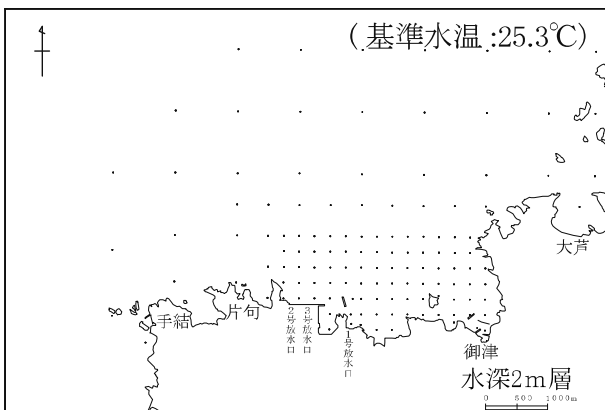 (基準水温:25.3℃)
大芦
手結
片句
2号放水口
3号放水口
1号放水口
御津
水深2m層
0 500 1000m